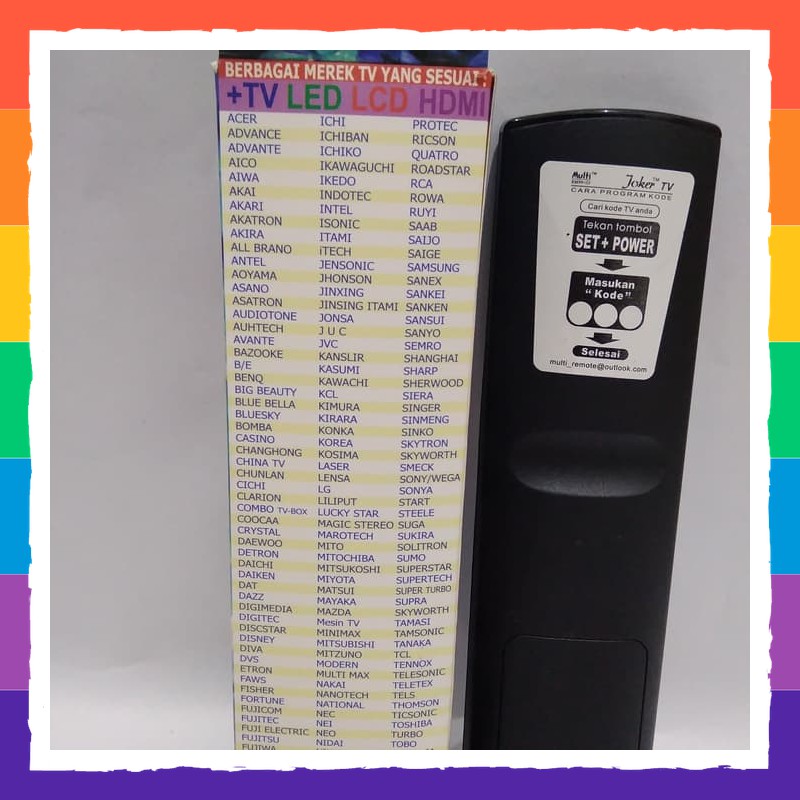 BERBAGAI MEREK TV YANG SESUAI :
+TV LED LCD HDMI
ACER
ADVANCE
ADVANTE
AICO
AIWA
AKAI
AKARI
AKATRON
AKIRA
ALL BRANO
ANTEL
AOYAMA
ASANO
ASATRON
AUDIOTONE
AUHTECH
AVANTE
BAZOOKE
B/E
BENQ
BIG BEAUTY
BLUE BELLA
BLUESKY
BOMBA
CASINO
CHANGHONG
CHINA TV
CHUNLAN
CICHI
CLARION
COMBO TV-BOX
COOCAA
CRYSTAL
DAEWOO
DETRON
DAICHI
DAIKEN
DAT
DAZZ
DIGIMEDIA
DIGITEC
DISCSTAR
DISNEY
DIVA
DVS
ETRON
FAWS
FISHER
FORTUNE
FUJICOM
FUJITEC
FUJI ELECTRIC
FUJITSU
FUJIWA
ICHI
ICHIBAN
ICHIKO
IKAWAGUCHI
IKEDO
INDOTEC
INTEL
ISONIC
ITAMI
iTECH
JENSONIC
JHONSON
JINXING
JINSING ITAMI
JONSA
J U C
JVC
KANSLIR
KASUMI
KAWACHI
KCL
KIMURA
KIRARA
KONKA
KOREA
KOSIMA
LASER
LENSA
LG
LILIPUT
LUCKY STAR
MAGIC STEREO
MAROTECH
MITO
MITOCHIBA
MITSUKOSHI
MIYOTA
MATSUI
MAYAKA
MAZDA
Mesin TV
MINIMAX
MITSUBISHI
MITZUNO
MODERN
MULTI MAX
NAKAI
NANOTECH
NATIONAL
NEC
NEI
NEO
NIDAI
PROTEC
RICSON
QUATRO
ROADSTAR
RCA
ROWA
RUYI
SAAB
SAIJO
SAIGE
SAMSUNG
SANEX
SANKEI
SANKEN
SANSUI
SANYO
SEMRO
SHANGHAI
SHARP
SHERWOOD
SIERA
SINGER
SINMENG
SINKO
SKYTRON
SKYWORTH
SMECK
SONY/WEGA
SONYA
START
STEELE
SUGA
SUKIRA
SOLITRON
SUMO
SUPERSTAR
SUPERTECH
SUPER TURBO
SUPRA
SKYWORTH
TAMASI
TAMSONIC
TANAKA
TCL
TENNOX
TELESONIC
TELETEX
TELS
THOMSON
TICSONIC
TOSHIBA
TURBO
TOBO
Multi™ Joker™ TV
CARA PROGRAM KODE
Cari kode TV anda
Tekan tombol
SET + POWER
Masukan
" Kode "
Selesai
multi_remote@outlook.com